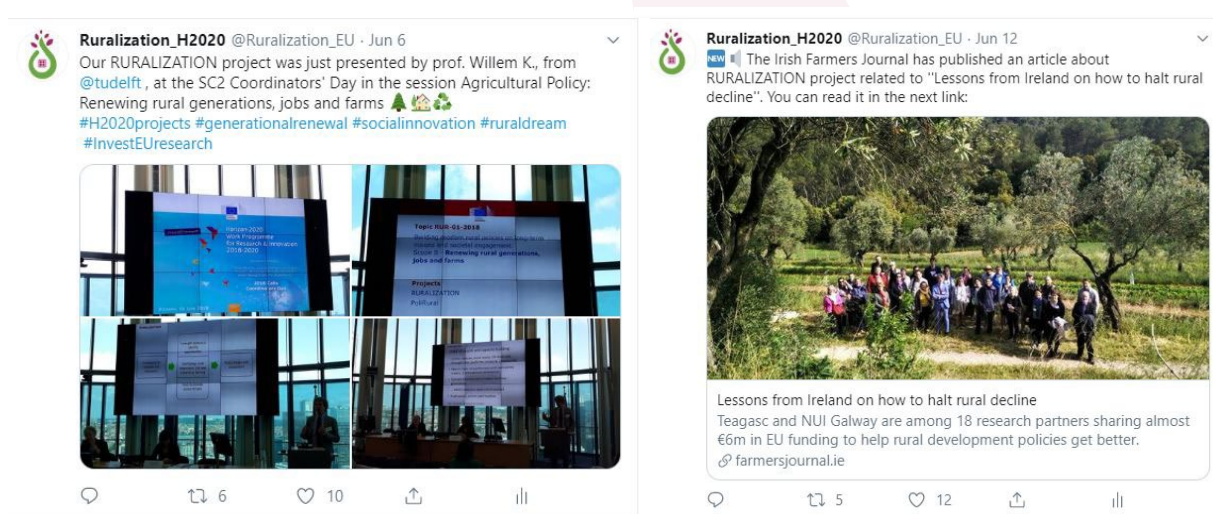 Ruralization_H2020 @Ruralization_EU · Jun 6
Our RURALIZATION project was just presented by prof. Willem K., from
@tudelft , at the SC2 Coordinators' Day in the session Agricultural Policy:
Renewing rural generations, jobs and farms
#H2020projects #generationalrenewal #socialinnovation #ruraldream
#InvestEUresearch
Horizon 2020
Work Programme
for Research & Innovation
2018-2020
Topic RUR-01-2018
Renewing rural generations,
jobs and farms
Projects
RURALIZATION
PoliRural
6
10
Ruralization_H2020 @Ruralization_EU · Jun 12
NEW The Irish Farmers Journal has published an article about
RURALIZATION project related to "Lessons from Ireland on how to halt rural
decline". You can read it in the next link:
Lessons from Ireland on how to halt rural decline
Teagasc and NUI Galway are among 18 research partners sharing almost
€6m in EU funding to help rural development policies get better.
farmersjournal.ie
5
12